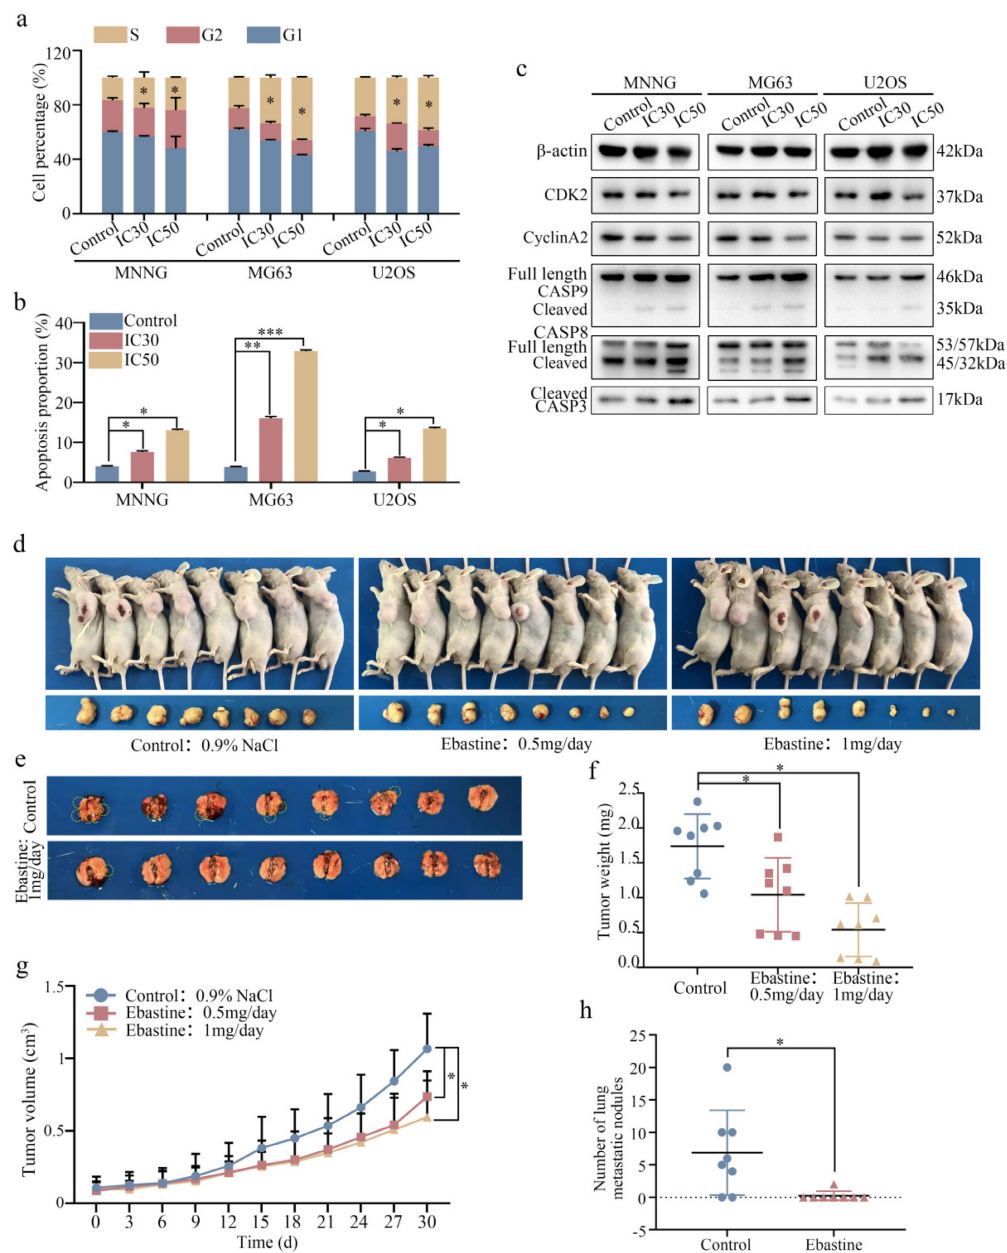 a
S G2 G1
Cell percentage (%)
120
80
40
0
* * * * * *
Control IC30 IC50 Control IC30 IC50 Control IC30 IC50
MNNG MG63 U2OS
b
Apoptosis proportion (%)
40
30
20
10
0
Control
IC30
IC50
* * ** *** * *
MNNG MG63 U2OS
c
MNNG MG63 U2OS
Control IC30 IC50 Control IC30 IC50 Control IC30 IC50
β-actin 42kDa
CDK2 37kDa
CyclinA2 52kDa
Full length 46kDa
CASP9
Cleaved 35kDa
CASP8
Full length 53/57kDa
Cleaved 45/32kDa
Cleaved 17kDa
CASP3
d
Control：0.9% NaCl Ebastine：0.5mg/day Ebastine：1mg/day
e
Control
Ebastine:
1mg/day
f
Tumor weight (mg)
2.5
2.0
1.5
1.0
0.5
0.0
* *
Control Ebastine： Ebastine：
0.5mg/day 1mg/day
g
Tumor volume (cm³)
1.5
1
0.5
0
Control：0.9% NaCl
Ebastine：0.5mg/day
Ebastine：1mg/day
* *
0 3 6 9 12 15 18 21 24 27 30
Time (d)
h
Number of lung
metastatic nodules
25
20
15
10
5
0
-5
*
Control Ebastine